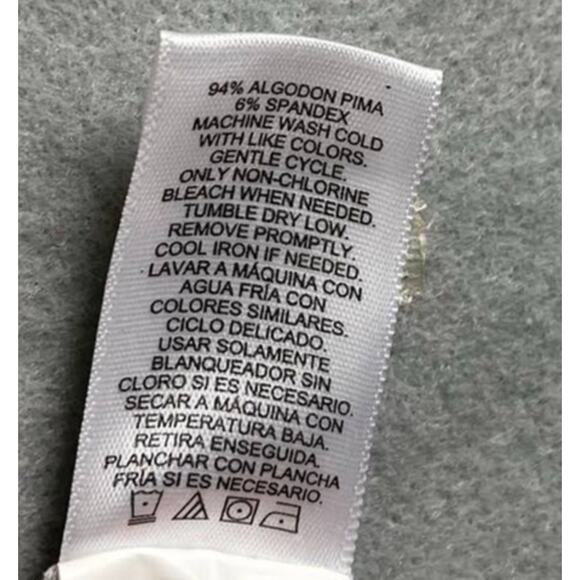 94% ALGODON PIMA
6% SPANDEX
MACHINE WASH COLD
WITH LIKE COLORS.
GENTLE CYCLE.
ONLY NON-CHLORINE
BLEACH WHEN NEEDED.
TUMBLE DRY LOW.
REMOVE PROMPTLY.
COOL IRON IF NEEDED.
LAVAR A MÁQUINA CON
AGUA FRÍA CON
COLORES SIMILARES.
CICLO DELICADO.
USAR SOLAMENTE
BLANQUEADOR SIN
CLORO SI ES NECESARIO.
SECAR A MÁQUINA CON
TEMPERATURA BAJA.
RETIRA ENSEGUIDA.
PLANCHAR CON PLANCHA
FRÍA SI ES NECESARIO.